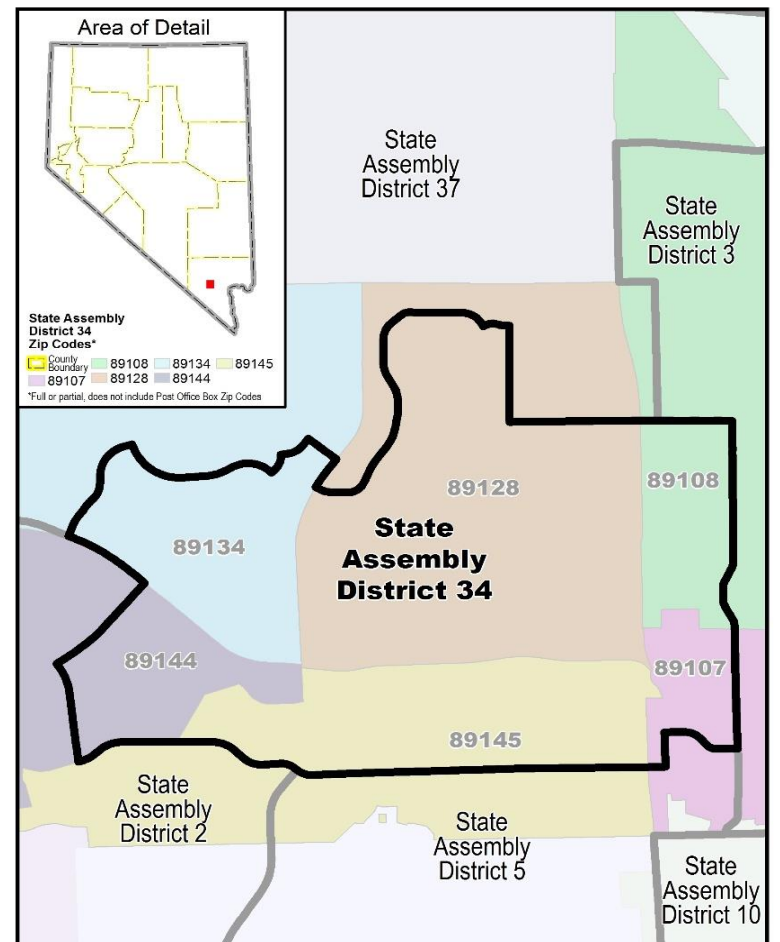 Area of Detail
State Assembly
District 34
Zip Codes*
County
Boundary
89108
89134
89145
89107
89128
89144
*Full or partial, does not include Post Office Box Zip Codes
State
Assembly
District 37
State
Assembly
District 3
89128
89108
89134
State
Assembly
District 34
89144
89107
89145
State
Assembly
District 2
State
Assembly
District 5
State
Assembly
District 10